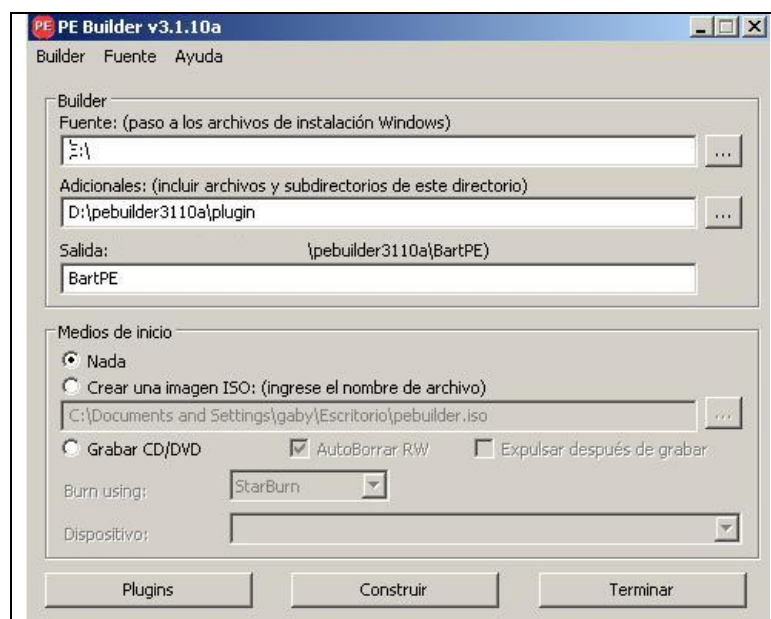 PE Builder v3.1.10a
Builder Fuente Ayuda
Builder
Fuente: (paso a los archivos de instalación Windows)
E:\
...
Adicionales: (incluir archivos y subdirectorios de este directorio)
D:\pebuilder3110a\plugin
...
Salida: \pebuilder3110a\BartPE)
BartPE
Medios de inicio
Nada
Crear una imagen ISO: (ingrese el nombre de archivo)
C:\Documents and Settings\gaby\Escritorio\pebuilder.iso
...
Grabar CD/DVD AutoBorrar RW Expulsar después de grabar
Burn using: StarBurn
Dispositivo:
Plugins Construir Terminar